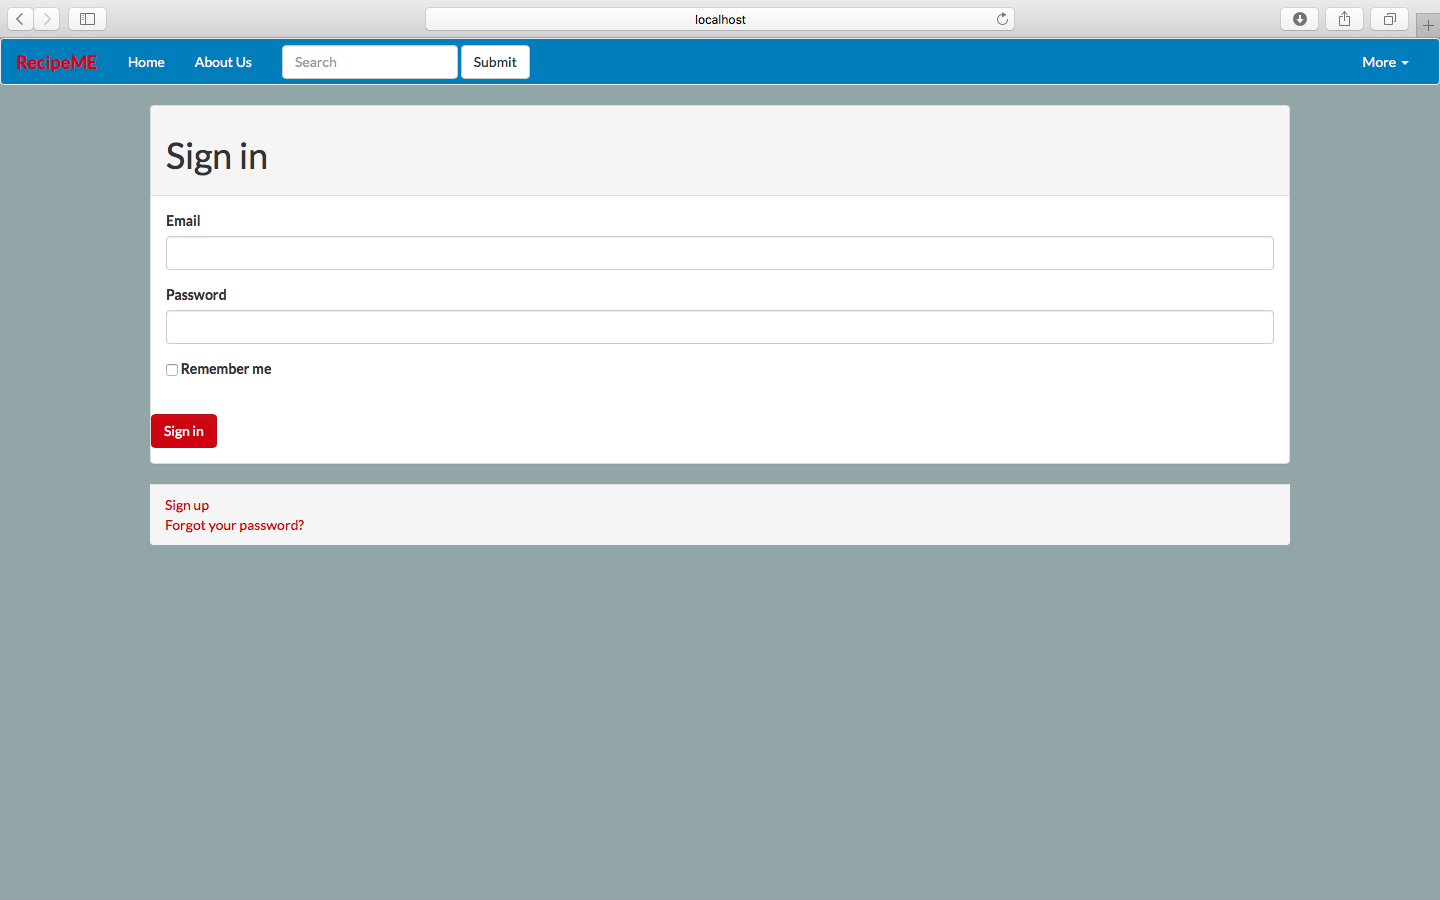 localhost
RecipeME Home About Us Search Submit More
Sign in
Email
Password
Remember me
Sign in
Sign up
Forgot your password?